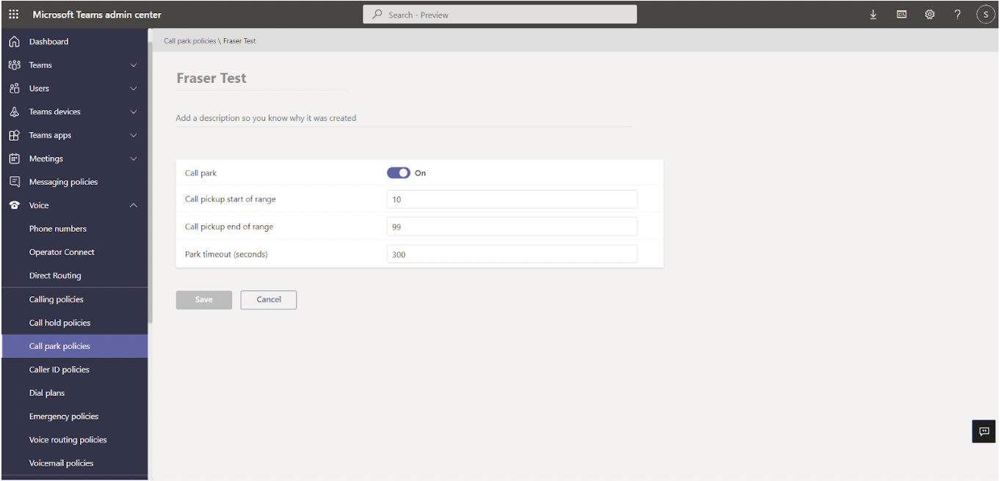 Microsoft Teams admin center
Search - Preview
S
Dashboard
Teams
Users
Teams devices
Teams apps
Meetings
Messaging policies
Voice
Phone numbers
Operator Connect
Direct Routing
Calling policies
Call hold policies
Call park policies
Caller ID policies
Dial plans
Emergency policies
Voice routing policies
Voicemail policies
Call park policies \ Fraser Test
Fraser Test
Add a description so you know why it was created
Call park On
Call pickup start of range 10
Call pickup end of range 99
Park timeout (seconds) 300
Save Cancel